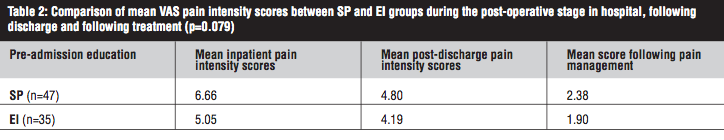 Table 2: Comparison of mean VAS pain intensity scores between SP and EI groups during the post-operative stage in hospital, following
discharge and following treatment (p=0.079)
Pre-admission education Mean inpatient pain Mean post-discharge pain Mean score following pain
intensity scores intensity scores management
SP (n=47) 6.66 4.80 2.38
EI (n=35) 5.05 4.19 1.90